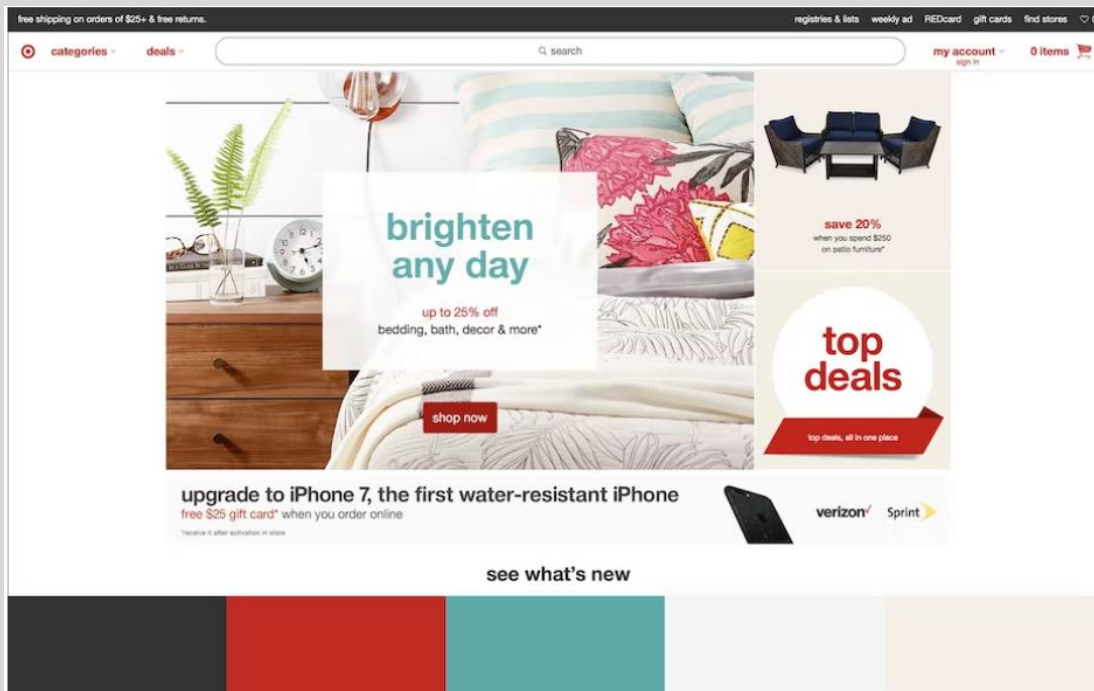 free shipping on orders of $25+ & free returns.
registries & lists weekly ad REDcard gift cards find stores
categories deals search my account 0 items
sign in
brighten
any day
up to 25% off
bedding, bath, decor & more*
shop now
save 20%
when you spend $250
on patio furniture*
top
deals
top deals, all in one place
upgrade to iPhone 7, the first water-resistant iPhone
free $25 gift card* when you order online
*receive it after activation in store
verizon Sprint
see what's new